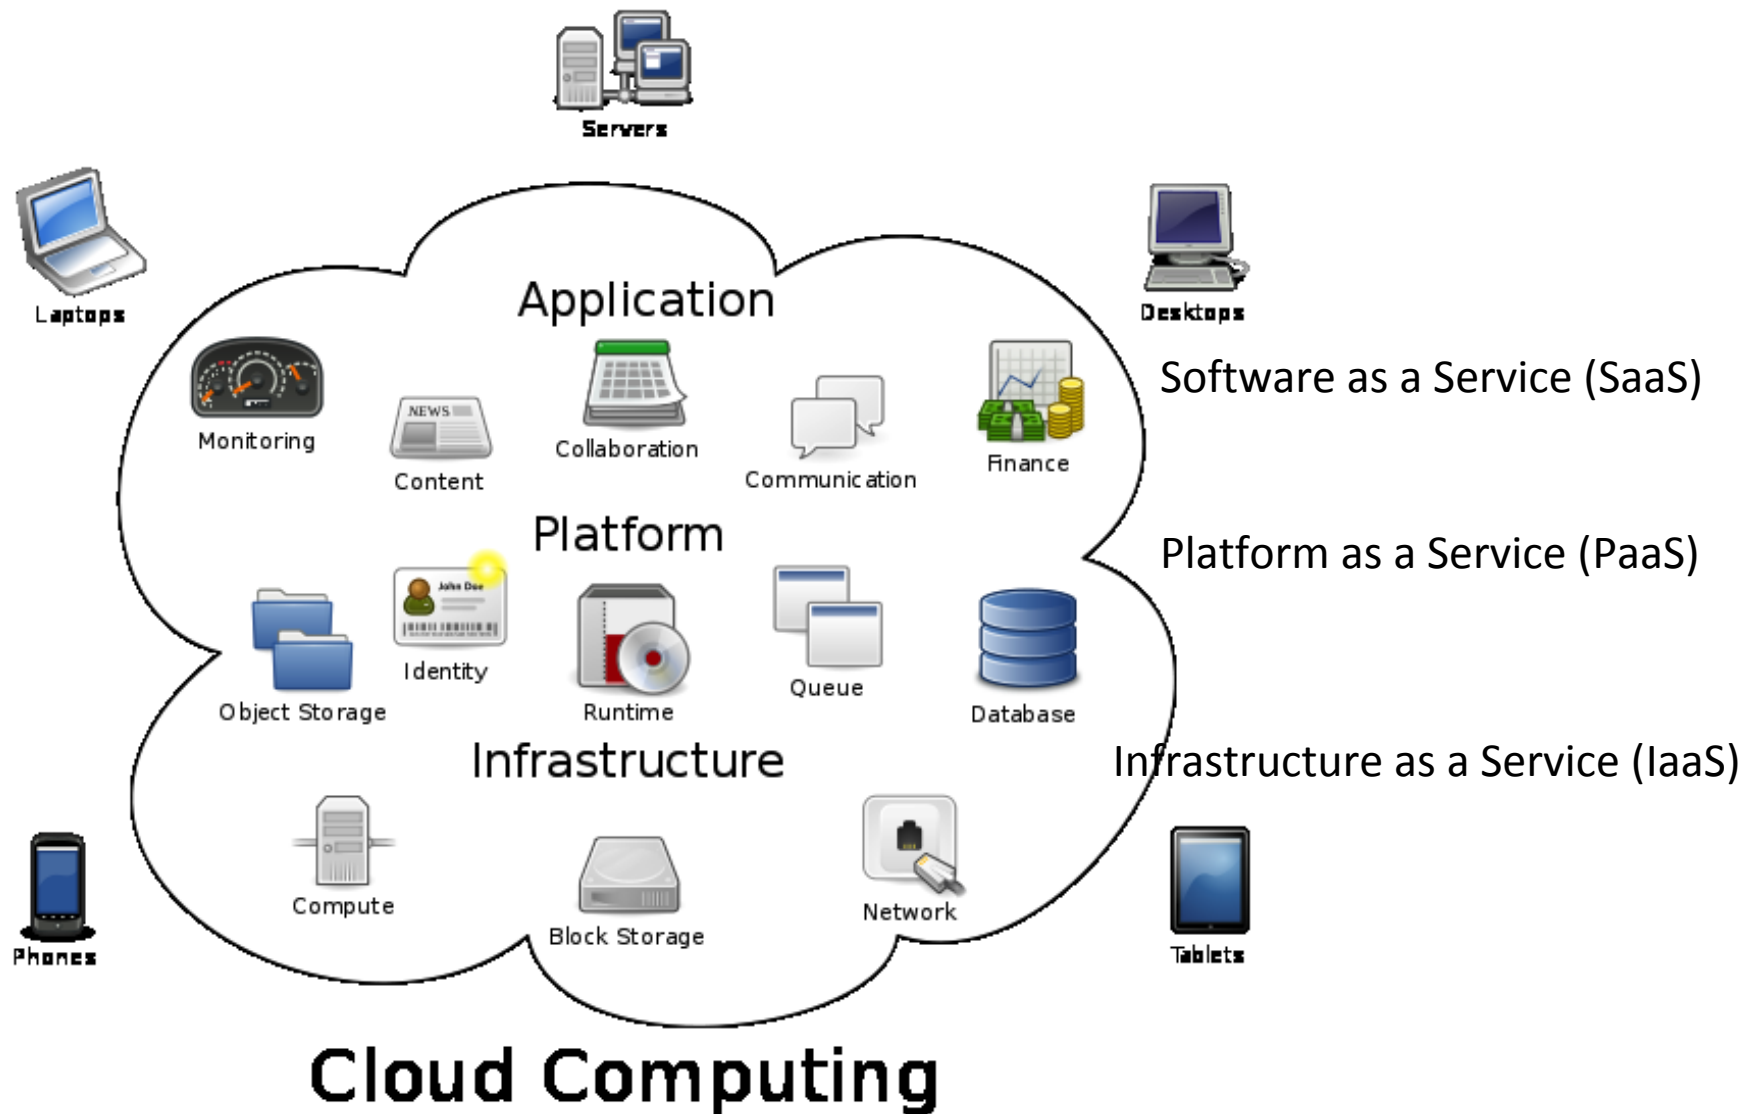 Servers
Laptops
Desktops
Application
Software as a Service (SaaS)
Monitoring
NEWS
Content
Collaboration
Communication
Finance
Platform
Platform as a Service (PaaS)
John Doe
Object Storage
Identity
Runtime
Queue
Database
Infrastructure
Infrastructure as a Service (IaaS)
Compute
Block Storage
Network
Phones
Tablets
Cloud Computing